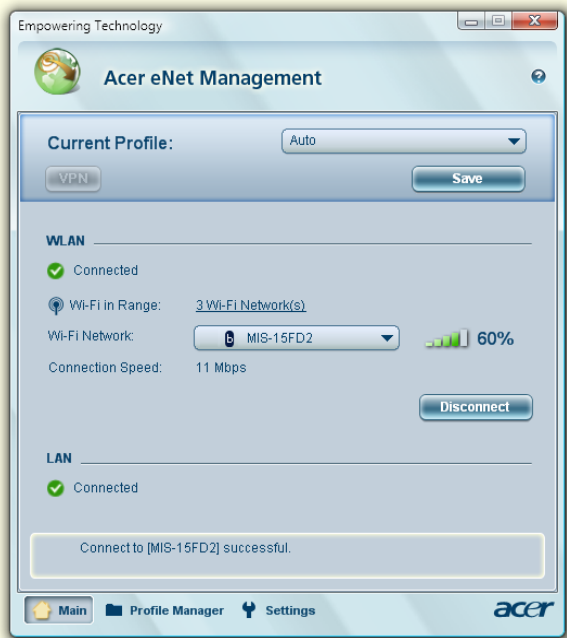 Empowering Technology
Acer eNet Management
Current Profile: Auto
VPN Save
WLAN
Connected
Wi-Fi in Range: 3 Wi-Fi Network(s)
Wi-Fi Network: b MIS-15FD2 60%
Connection Speed: 11 Mbps
Disconnect
LAN
Connected
Connect to [MIS-15FD2] successful.
Main Profile Manager Settings acer